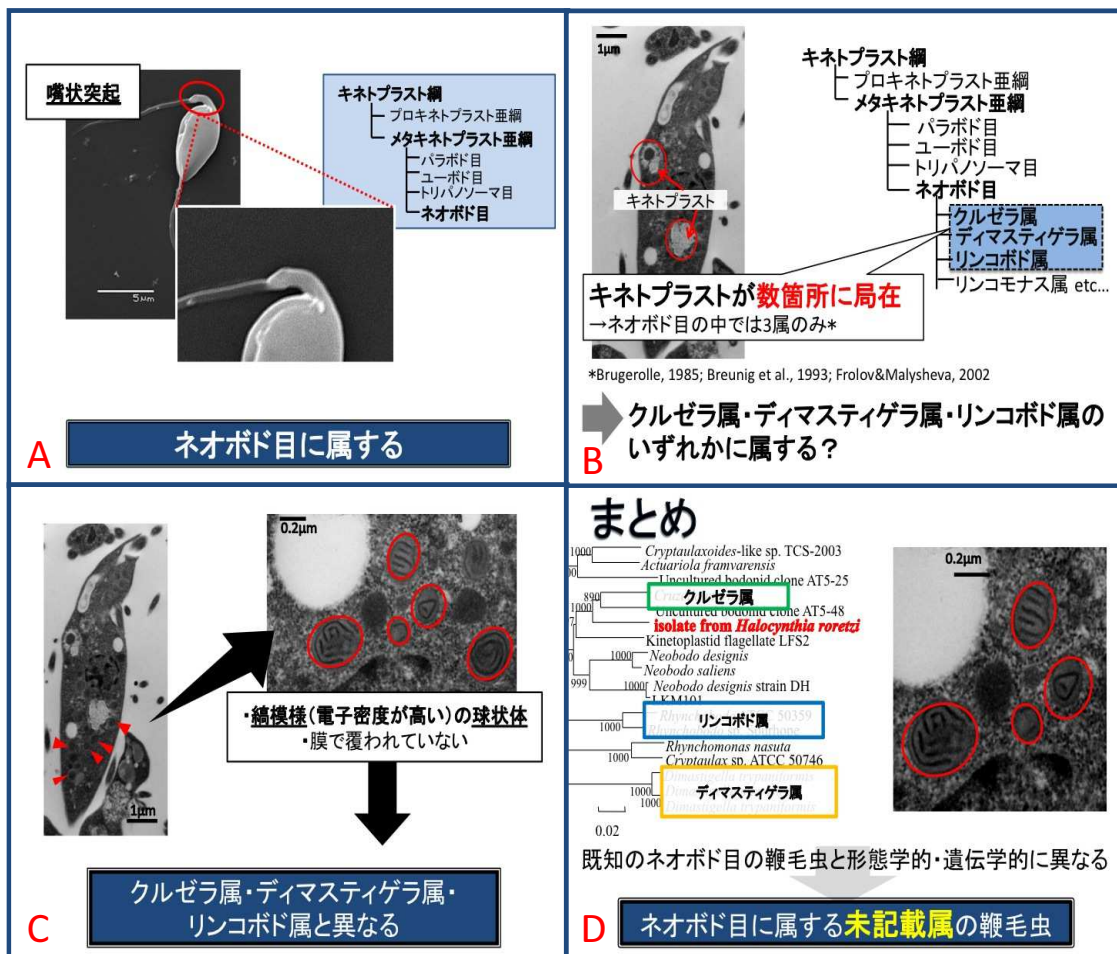 嘴状突起
キネトプラスト綱
プロキネトプラスト亜綱
メタキネトプラスト亜綱
パラボド目
ユーボド目
トリパノソーマ目
ネオボド目
5μm
A
ネオボド目に属する
1μm
キネトプラスト綱
プロキネトプラスト亜綱
メタキネトプラスト亜綱
パラボド目
ユーボド目
トリパノソーマ目
ネオボド目
クルゼラ属
ディマスティゲラ属
リンコボド属
リンコモナス属 etc...
キネトプラスト
キネトプラストが数箇所に局在
→ネオボド目の中では3属のみ*
*Brugerolle, 1985; Breunig et al., 1993; Frolov&Malysheva, 2002
クルゼラ属・ディマスティゲラ属・リンコボド属の
いずれかに属する？
B
0.2μm
・縞模様(電子密度が高い)の球状体
・膜で覆われていない
1μm
クルゼラ属・ディマスティゲラ属・
リンコボド属と異なる
C
まとめ
1000
Cryptaulaxoides-like sp. TCS-2003
Actuariola framvarensis
Uncultured bodonid clone AT5-25
890
クルゼラ属
1000
Uncultured bodonid clone AT5-48
isolate from Halocynthia roretzi
Kinetoplastid flagellate LFS2
1000
Neobodo designis
Neobodo saliens
999
1000
Neobodo designis strain DH
LKM101
1000
リンコボド属
Rhynchomonas nasuta
1000
Cryptaulax sp. ATCC 50746
Dimastigella trypaniformis
1000
ディマスティゲラ属
1000
Dimastigella trypaniformis
0.02
0.2μm
既知のネオボド目の鞭毛虫と形態学的・遺伝学的に異なる
D
ネオボド目に属する未記載属の鞭毛虫